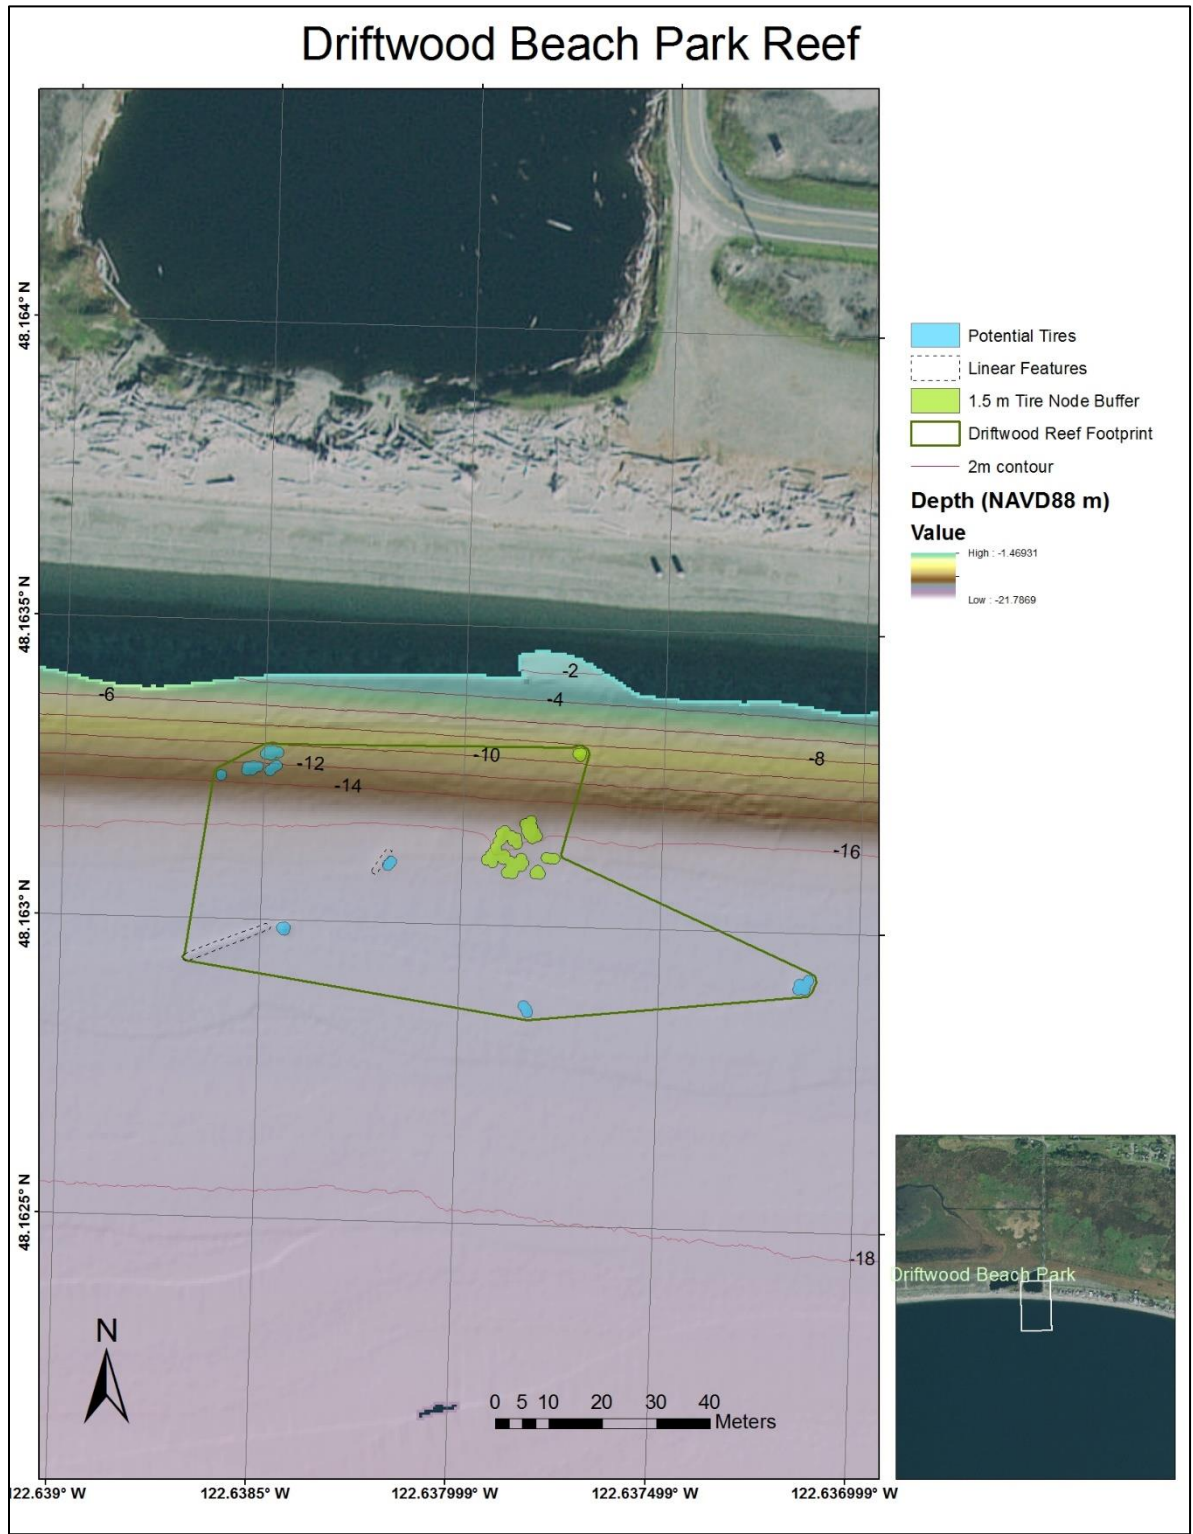 Driftwood Beach Park Reef
48.164° N
48.1635° N
48.163° N
48.1625° N
-2
-4
-6
-8
-10
-12
-14
-16
-18
N
0 5 10 20 30 40
Meters
122.639° W 122.6385° W 122.637999° W 122.637499° W 122.636999° W
Potential Tires
Linear Features
1.5 m Tire Node Buffer
Driftwood Reef Footprint
2m contour
Depth (NAVD88 m)
Value
High : -1.46931
Low : -21.7869
Driftwood Beach Park